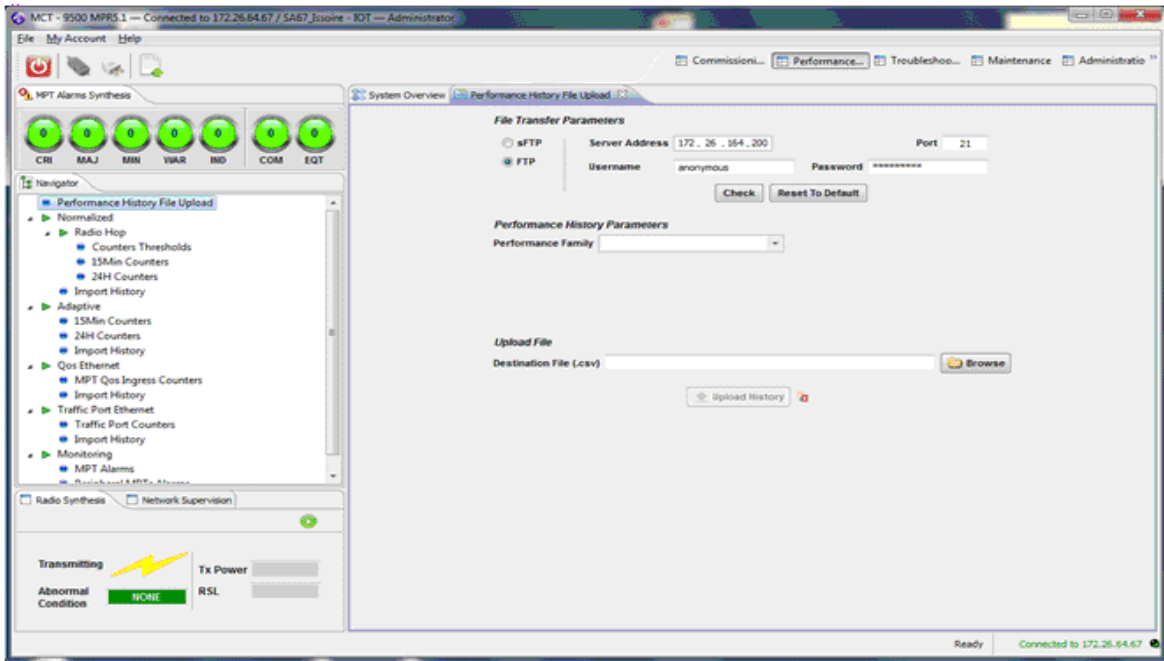 MCT - 9500 MPR5.1 — Connected to 172.26.64.67 / SA67_Issoire - IOT — Administrator
File My Account Help
Commissioni... Performance... Troubleshoo... Maintenance Administratio »
MPT Alarms Synthesis
System Overview Performance History File Upload
0 0 0 0 0 0 0
CRI MAJ MIN WAR IND COM EQT
File Transfer Parameters
sFTP Server Address 172 . 26 . 164 . 200 Port 21
FTP Username anonymous Password *********
Check Reset To Default
Performance History Parameters
Performance Family
Upload File
Destination File (.csv) Browse
Upload History
Navigator
Performance History File Upload
Normalized
Radio Hop
Counters Thresholds
15Min Counters
24H Counters
Import History
Adaptive
15Min Counters
24H Counters
Import History
Qos Ethernet
MPT Qos Ingress Counters
Import History
Traffic Port Ethernet
Traffic Port Counters
Import History
Monitoring
MPT Alarms
Radio Synthesis Network Supervision
Transmitting Tx Power
Abnormal Condition NONE RSL
Ready Connected to 172.26.64.67